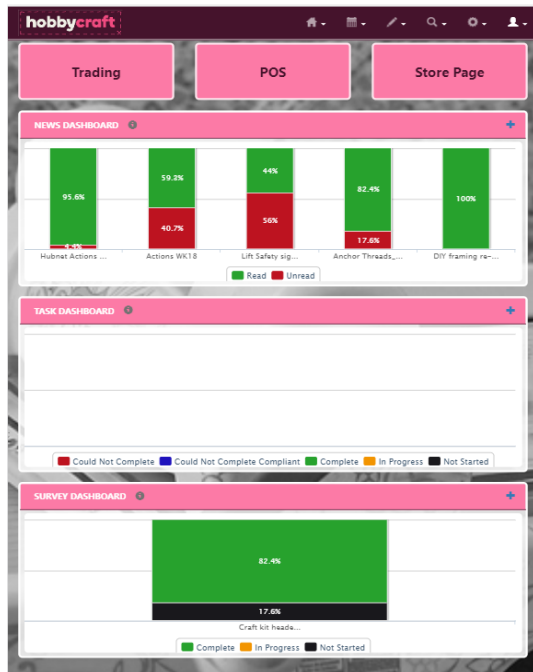 hobbycraft
Trading POS Store Page
NEWS DASHBOARD
95.6% 59.3% 44% 82.4% 100%
4.4% 40.7% 56% 17.6%
Hubnet Actions ... Actions WK18 Lift Safety sig... Anchor Threads_... DIY framing re-...
Read Unread
TASK DASHBOARD
Could Not Complete Could Not Complete Compliant Complete In Progress Not Started
SURVEY DASHBOARD
82.4%
17.6%
Craft kit heade...
Complete In Progress Not Started